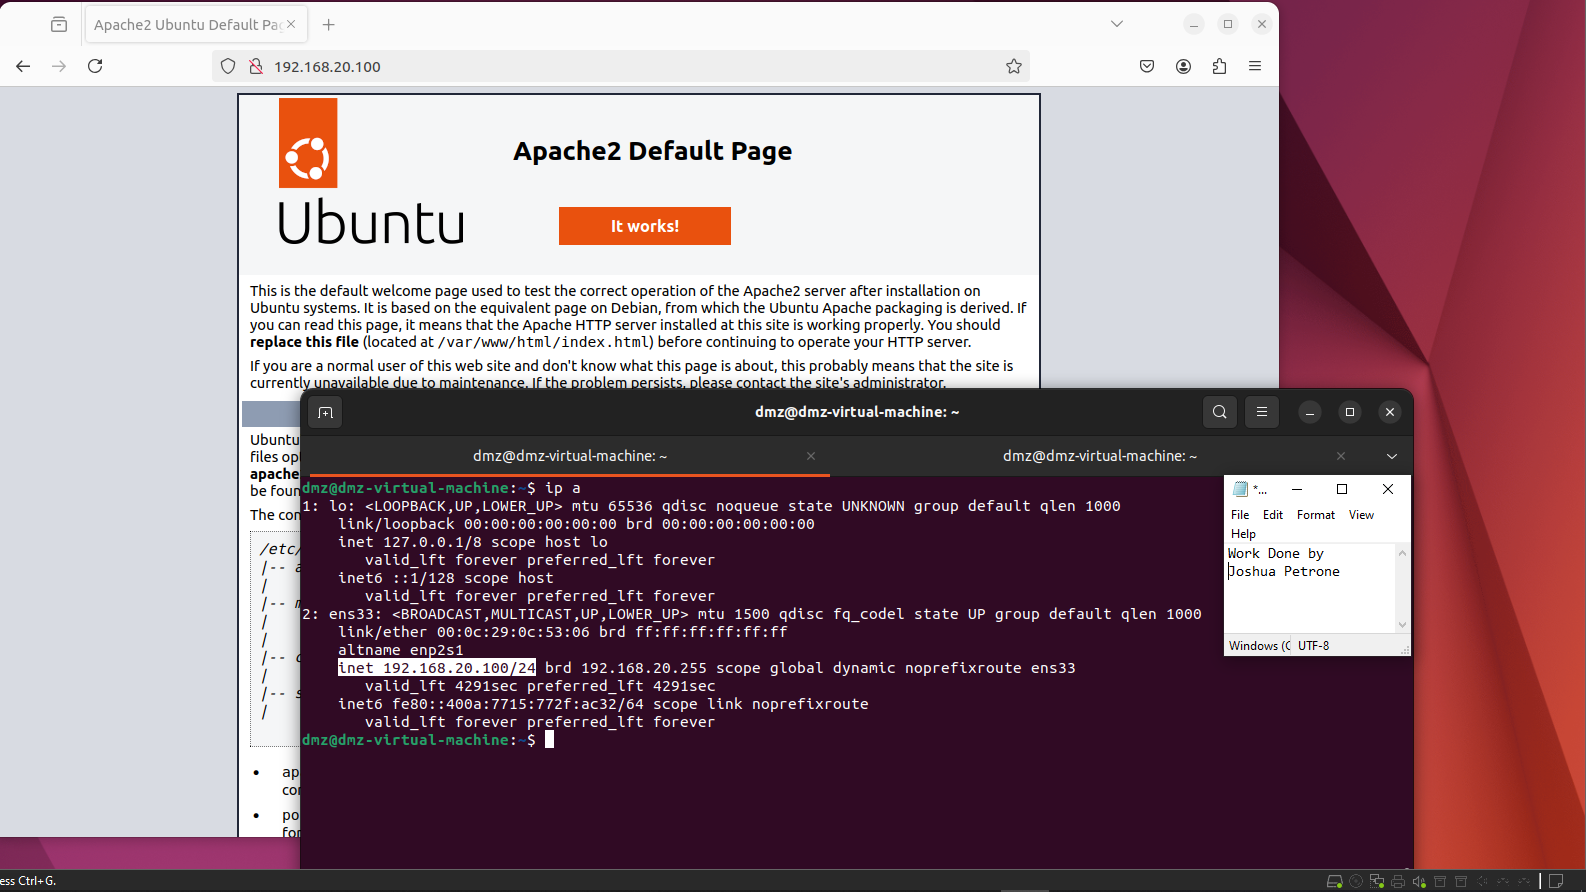 Apache2 Ubuntu Default Pag
192.168.20.100
Apache2 Default Page
Ubuntu
It works!
This is the default welcome page used to test the correct operation of the Apache2 server after installation on
Ubuntu systems. It is based on the equivalent page on Debian, from which the Ubuntu Apache packaging is derived. If
you can read this page, it means that the Apache HTTP server installed at this site is working properly. You should
replace this file (located at /var/www/html/index.html) before continuing to operate your HTTP server.
If you are a normal user of this web site and don't know what this page is about, this probably means that the site is
currently unavailable due to maintenance. If the problem persists, please contact the site's administrator.
Ubuntu
files op
apache
be foun
The con
/etc/
|-- a
|
|-- m
|
|
|-- c
|
|-- s
|
ap
con
po
for
dmz@dmz-virtual-machine: ~
dmz@dmz-virtual-machine: ~
dmz@dmz-virtual-machine: ~
dmz@dmz-virtual-machine:~$ ip a
1: lo: <LOOPBACK,UP,LOWER_UP> mtu 65536 qdisc noqueue state UNKNOWN group default qlen 1000
link/loopback 00:00:00:00:00:00 brd 00:00:00:00:00:00
inet 127.0.0.1/8 scope host lo
valid_lft forever preferred_lft forever
inet6 ::1/128 scope host
valid_lft forever preferred_lft forever
2: ens33: <BROADCAST,MULTICAST,UP,LOWER_UP> mtu 1500 qdisc fq_codel state UP group default qlen 1000
link/ether 00:0c:29:0c:53:06 brd ff:ff:ff:ff:ff:ff
altname enp2s1
inet 192.168.20.100/24 brd 192.168.20.255 scope global dynamic noprefixroute ens33
valid_lft 4291sec preferred_lft 4291sec
inet6 fe80::400a:7715:772f:ac32/64 scope link noprefixroute
valid_lft forever preferred_lft forever
dmz@dmz-virtual-machine:~$
*...
File Edit Format View
Help
Work Done by
Joshua Petrone
Windows (C UTF-8
ess Ctrl+G.